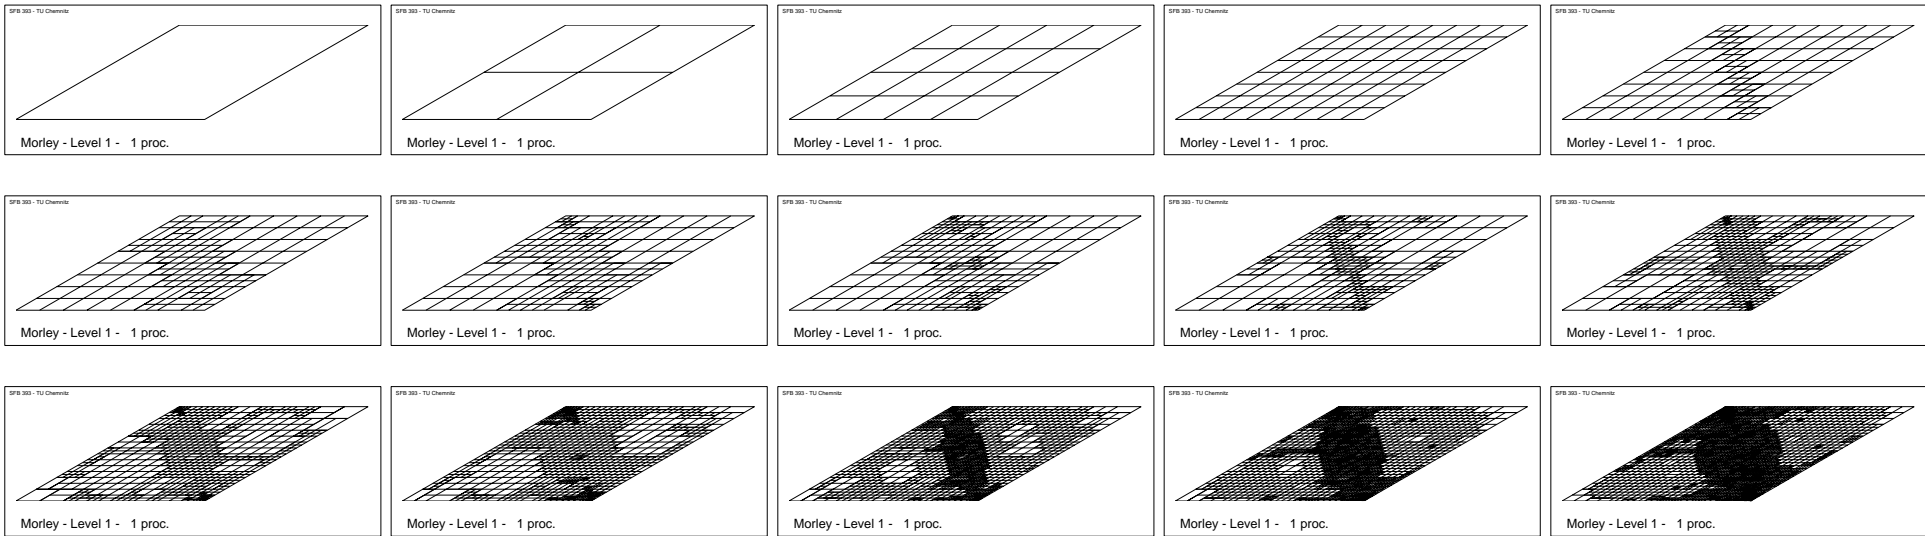 SFB 393 - TU Chemnitz
SFB 393 - TU Chemnitz
SFB 393 - TU Chemnitz
SFB 393 - TU Chemnitz
SFB 393 - TU Chemnitz
Morley - Level 1 - 1 proc.
Morley - Level 1 - 1 proc.
Morley - Level 1 - 1 proc.
Morley - Level 1 - 1 proc.
Morley - Level 1 - 1 proc.
SFB 393 - TU Chemnitz
SFB 393 - TU Chemnitz
SFB 393 - TU Chemnitz
SFB 393 - TU Chemnitz
SFB 393 - TU Chemnitz
Morley - Level 1 - 1 proc.
Morley - Level 1 - 1 proc.
Morley - Level 1 - 1 proc.
Morley - Level 1 - 1 proc.
Morley - Level 1 - 1 proc.
SFB 393 - TU Chemnitz
SFB 393 - TU Chemnitz
SFB 393 - TU Chemnitz
SFB 393 - TU Chemnitz
SFB 393 - TU Chemnitz
Morley - Level 1 - 1 proc.
Morley - Level 1 - 1 proc.
Morley - Level 1 - 1 proc.
Morley - Level 1 - 1 proc.
Morley - Level 1 - 1 proc.